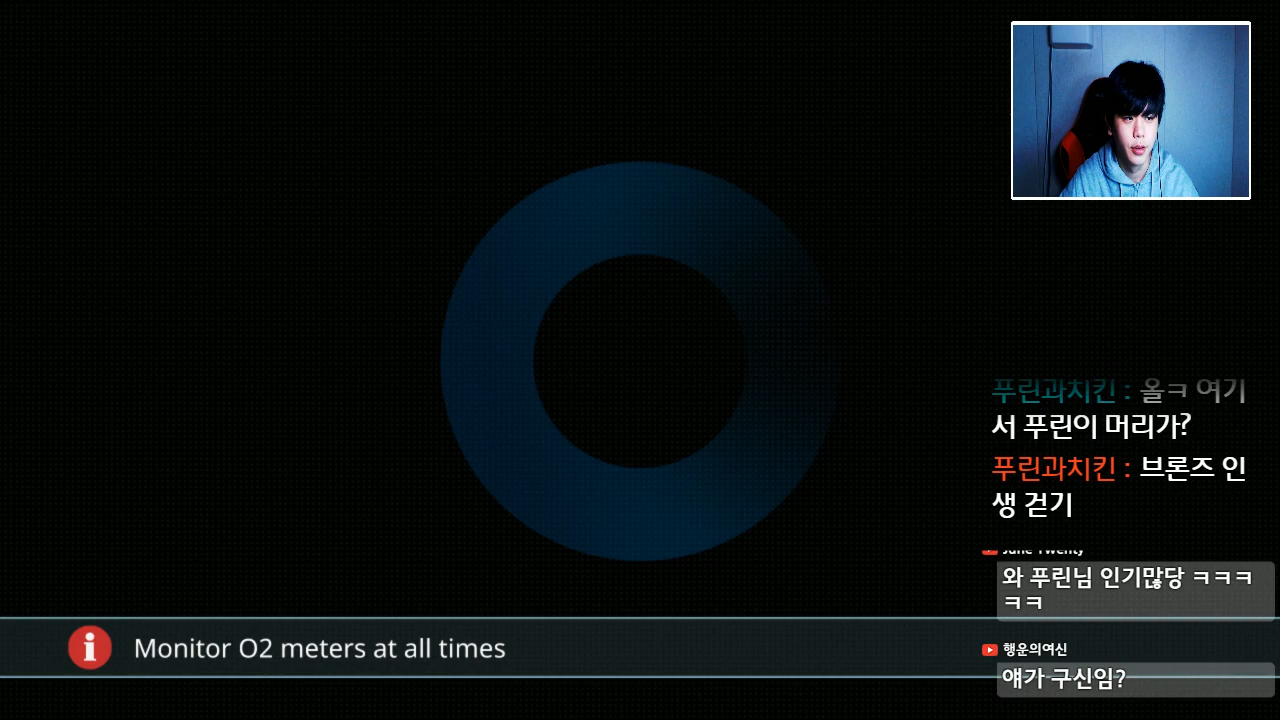 푸린과치킨 : 올ㅋ 여기
서 푸린이 머리가?
푸린과치킨 : 브론즈 인
생 걷기
June Twenty
와 푸린님 인기많당 ㅋㅋㅋ
ㅋㅋ
Monitor O2 meters at all times
행운의여신
얘가 구신임?